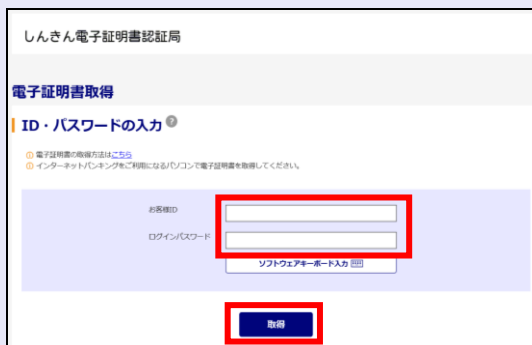 しんきん電子証明書認証局
電子証明書取得
ID・パスワードの入力 ?
電子証明書の取得方法はこちら
インターネットバンキングをご利用になるパソコンで電子証明書を取得してください。
お客様ID
ログインパスワード
ソフトウェアキーボード入力
取得